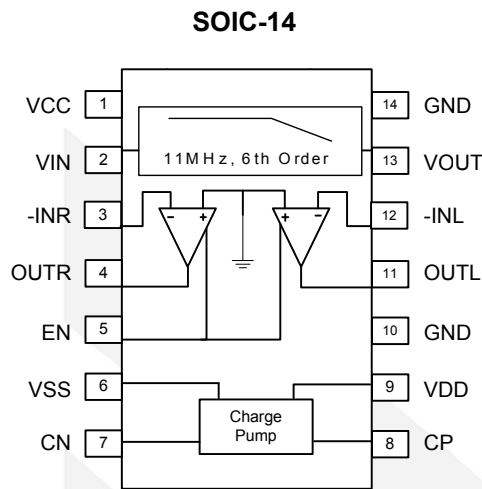 SOIC-14
VCC 1
14 GND
VIN 2
11MHz, 6th Order
13 VOUT
-INR 3
- +
+ -
12 -INL
OUTR 4
11 OUTL
EN 5
10 GND
VSS 6
9 VDD
Charge
Pump
CN 7
8 CP